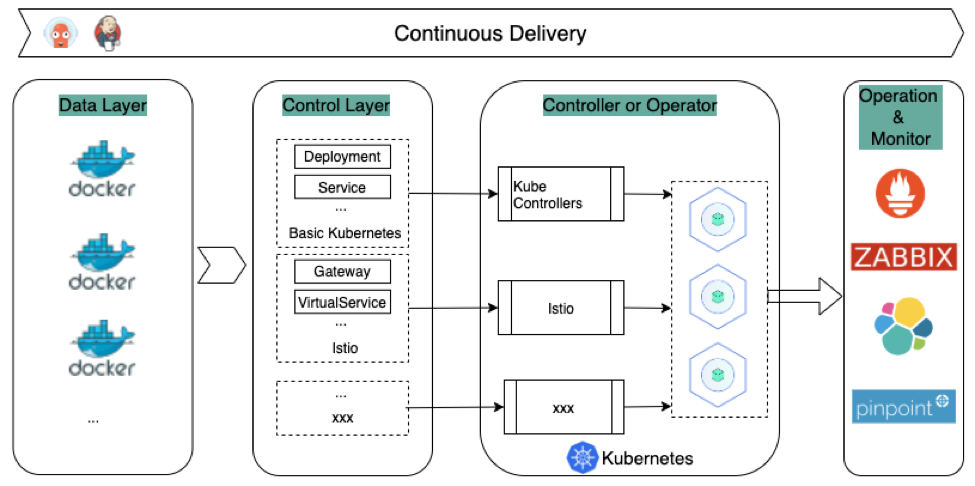 Continuous Delivery
Data Layer
docker
docker
docker
...
Control Layer
Deployment
Service
...
Basic Kubernetes
Gateway
VirtualService
...
Istio
...
xxx
Controller or Operator
Kube
Controllers
Istio
xxx
Kubernetes
Operation
&
Monitor
ZABBIX
pinpoint